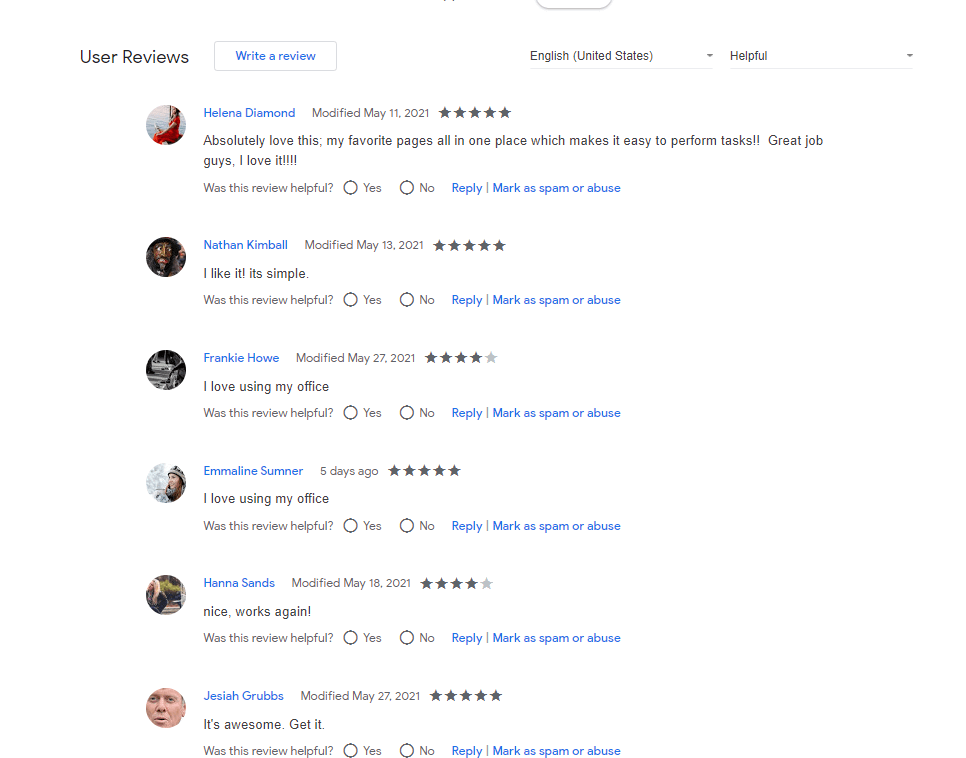 User Reviews Write a review English (United States) Helpful
Helena Diamond Modified May 11, 2021
Absolutely love this; my favorite pages all in one place which makes it easy to perform tasks!!  Great job
guys, I love it!!!!
Was this review helpful? Yes No Reply | Mark as spam or abuse
Nathan Kimball Modified May 13, 2021
I like it! its simple.
Was this review helpful? Yes No Reply | Mark as spam or abuse
Frankie Howe Modified May 27, 2021
I love using my office
Was this review helpful? Yes No Reply | Mark as spam or abuse
Emmaline Sumner 5 days ago
I love using my office
Was this review helpful? Yes No Reply | Mark as spam or abuse
Hanna Sands Modified May 18, 2021
nice, works again!
Was this review helpful? Yes No Reply | Mark as spam or abuse
Jesiah Grubbs Modified May 27, 2021
It's awesome. Get it.
Was this review helpful? Yes No Reply | Mark as spam or abuse